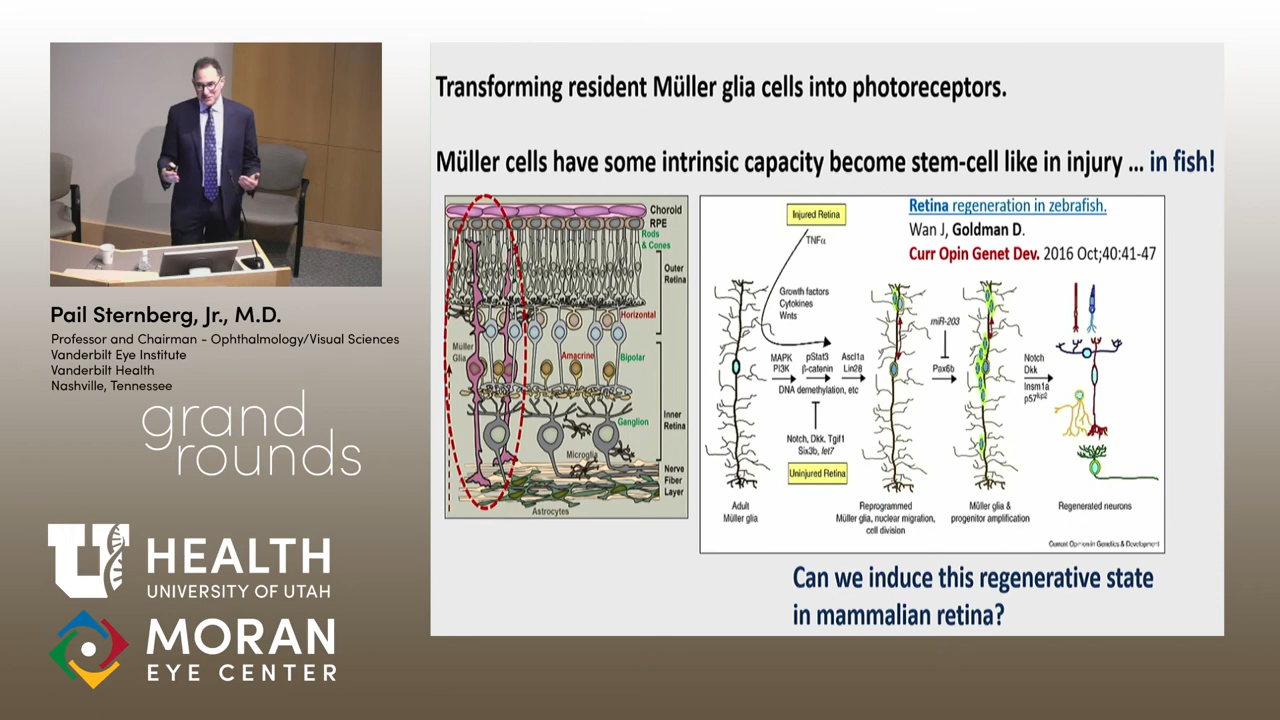 Transforming resident Müller glia cells into photoreceptors.
Müller cells have some intrinsic capacity become stem-cell like in injury ... in fish!
Choroid
RPE
Rods
& Cones
Outer
Retina
Horizontal
Müller
Glia
Amacrine
Bipolar
Inner
Retina
Ganglion
Microglia
Nerve
Fiber
Layer
Astrocytes
Injured Retina
TNFα
Retina regeneration in zebrafish.
Wan J, Goldman D.
Curr Opin Genet Dev. 2016 Oct;40:41-47
Growth factors
Cytokines
Wnts
MAPK
PI3K
pStat3
β-catenin
Ascl1a
Lin28
DNA demethylation, etc
Notch, Dkk, Tgif1
Six3b, let7
Uninjured Retina
miR-203
Pax6b
Notch
Dkk
Insm1a
p57kip2
Adult
Müller glia
Reprogrammed
Müller glia, nuclear migration,
cell division
Müller glia &
progenitor amplification
Regenerated neurons
Current Opinion in Genetics & Development
Can we induce this regenerative state
in mammalian retina?
Pail Sternberg, Jr., M.D.
Professor and Chairman - Ophthalmology/Visual Sciences
Vanderbilt Eye Institute
Vanderbilt Health
Nashville, Tennessee
grand
rounds
U HEALTH
UNIVERSITY OF UTAH
MORAN
EYE CENTER